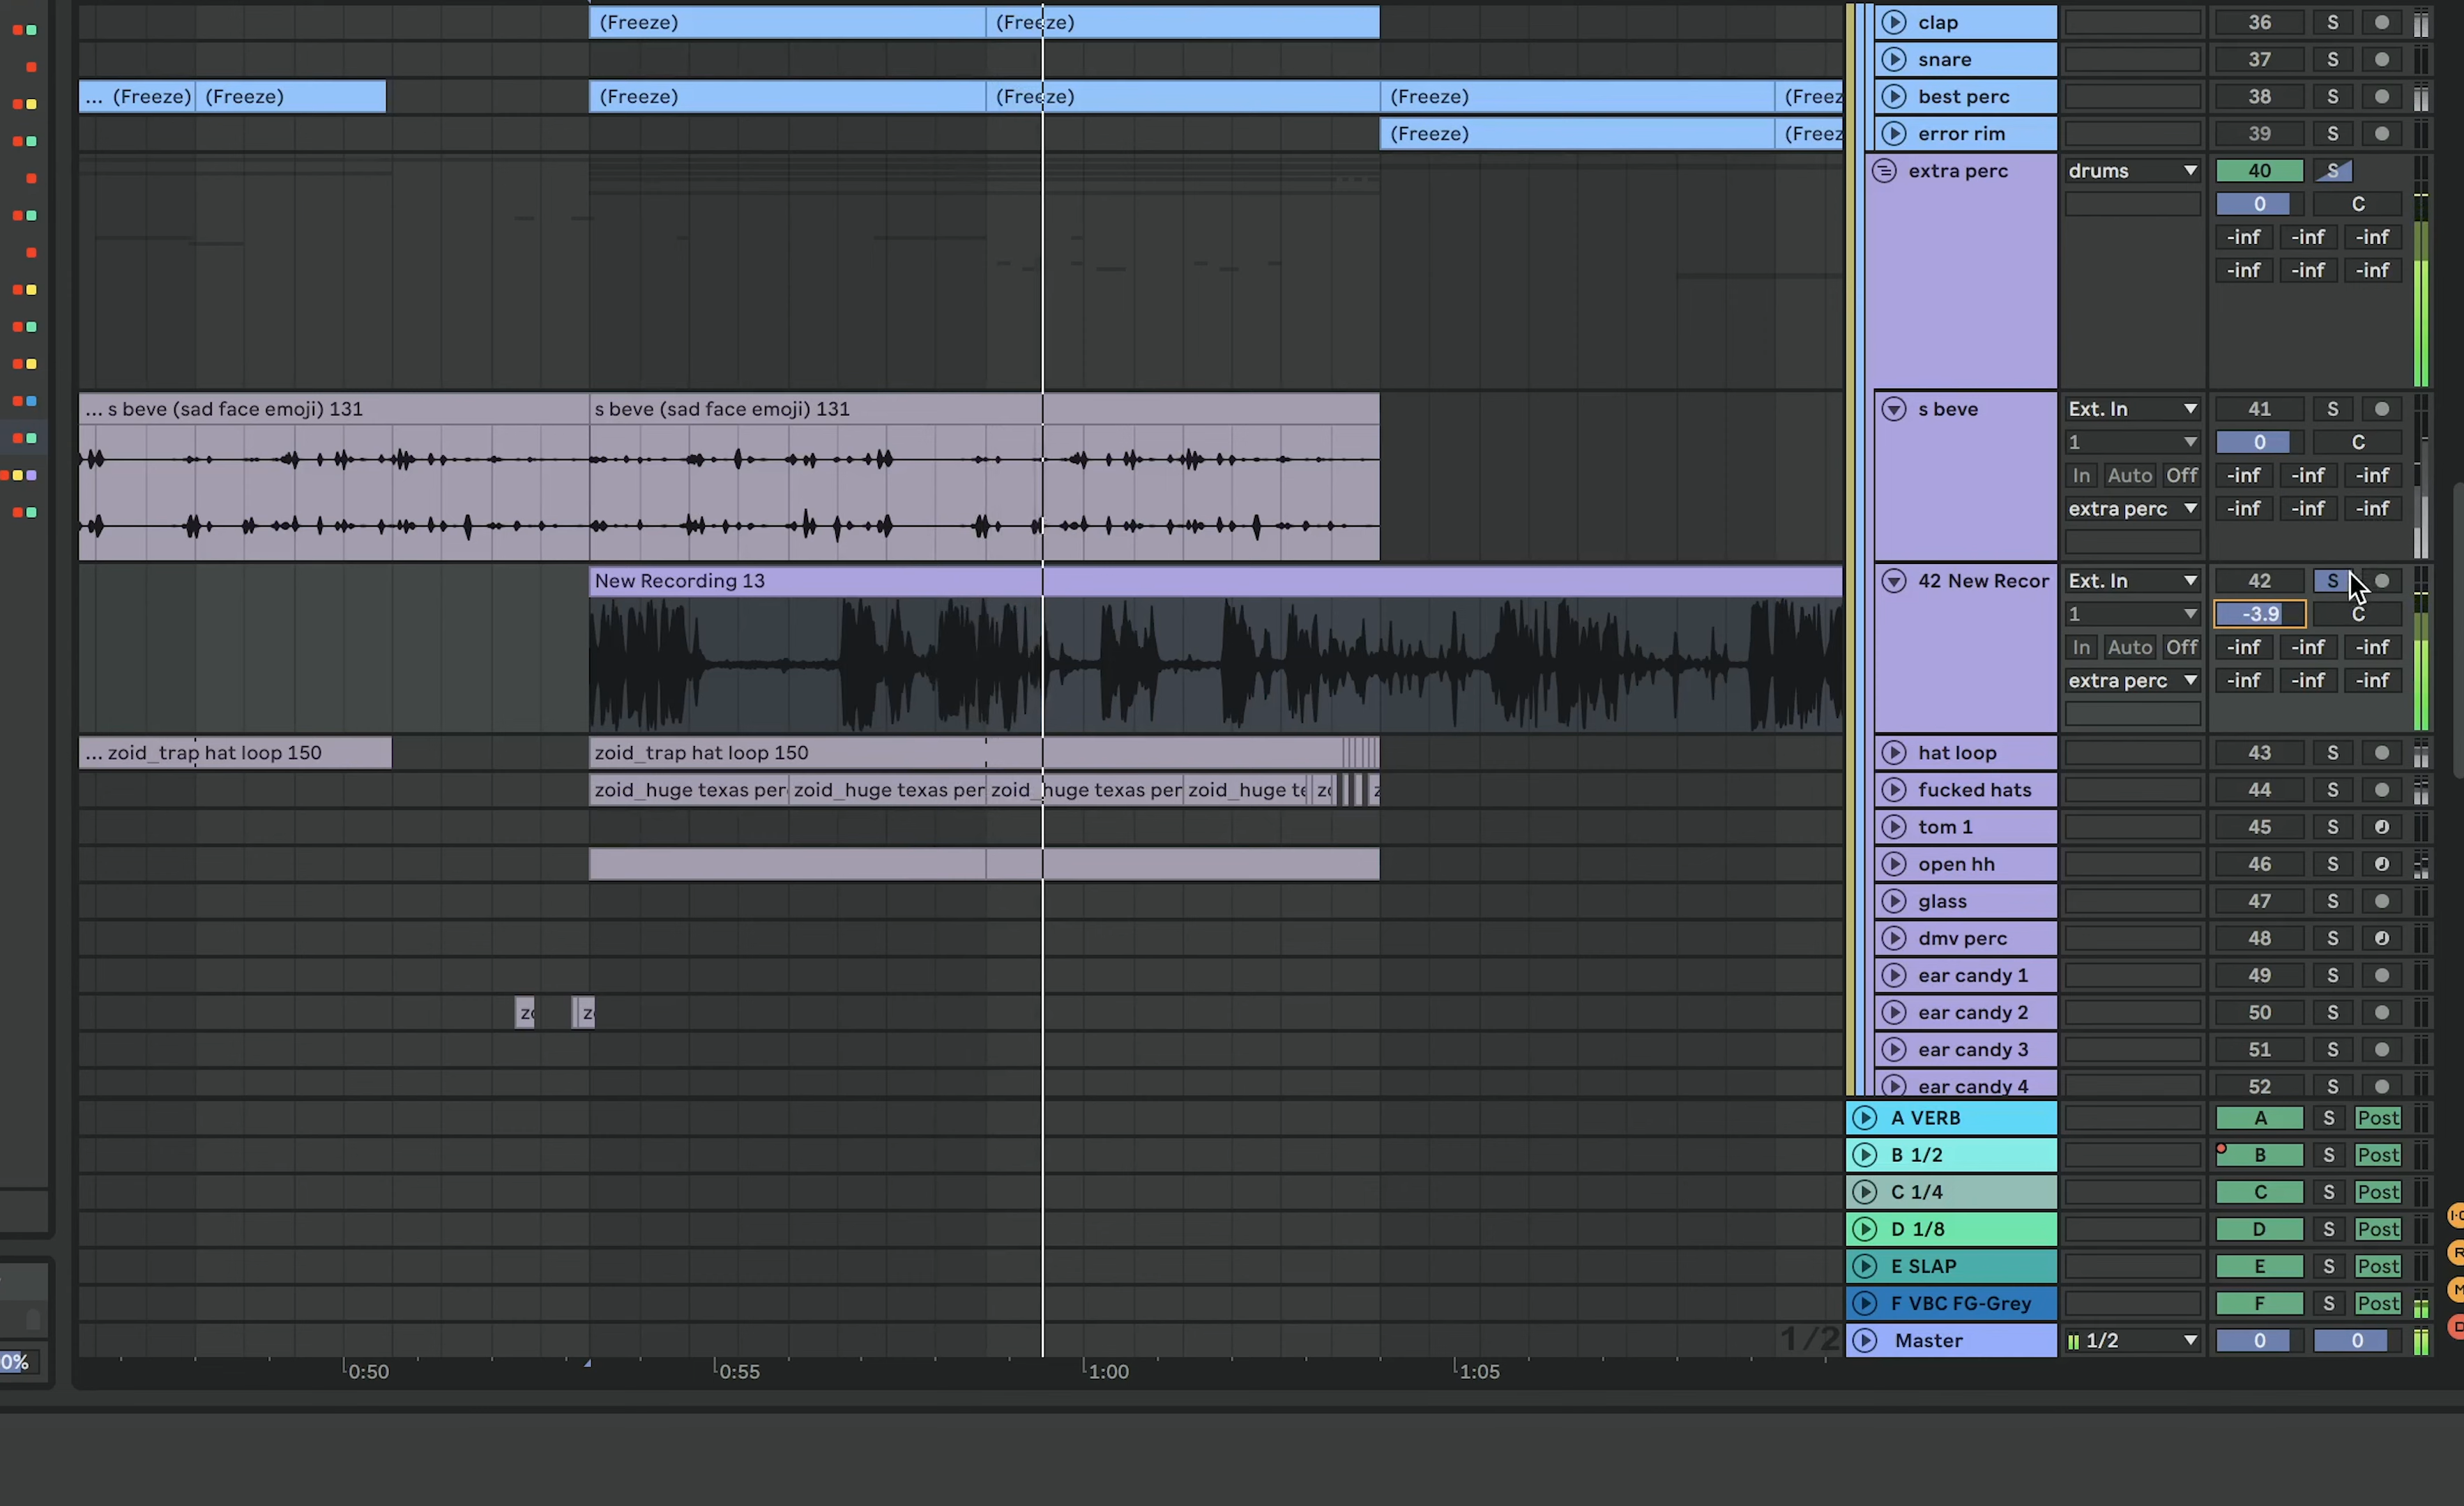 (Freeze) (Freeze) clap 36 S
snare 37 S
... (Freeze) (Freeze) (Freeze) (Freeze) (Freeze) (Freez best perc 38 S
(Freeze) (Freez error rim 39 S
extra perc drums 40 S
0 C
-inf -inf -inf
-inf -inf -inf
... s beve (sad face emoji) 131 s beve (sad face emoji) 131 s beve Ext. In 41 S
1 0 C
In Auto Off -inf -inf -inf
extra perc -inf -inf -inf
New Recording 13 42 New Recor Ext. In 42 S
1 -3.9 C
In Auto Off -inf -inf -inf
extra perc -inf -inf -inf
... zoid_trap hat loop 150 zoid_trap hat loop 150 hat loop 43 S
zoid_huge texas per zoid_huge texas per zoid_huge texas per zoid_huge te fucked hats 44 S
tom 1 45 S
open hh 46 S
glass 47 S
dmv perc 48 S
ear candy 1 49 S
ear candy 2 50 S
ear candy 3 51 S
ear candy 4 52 S
A VERB A S Post
B 1/2 B S Post
C 1/4 C S Post
D 1/8 D S Post
E SLAP E S Post
F VBC FG-Grey F S Post
1/2 Master 1/2 0 0
0%
0:50 0:55 1:00 1:05